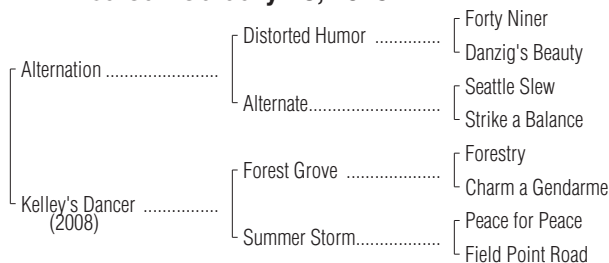 Forty Niner
Distorted Humor ................
Danzig's Beauty
Alternation .......................
Seattle Slew
Alternate...........................
Strike a Balance
Forestry
Forest Grove ...................
Charm a Gendarme
Kelley's Dancer ...............
(2008)
Peace for Peace
Summer Storm.................
Field Point Road